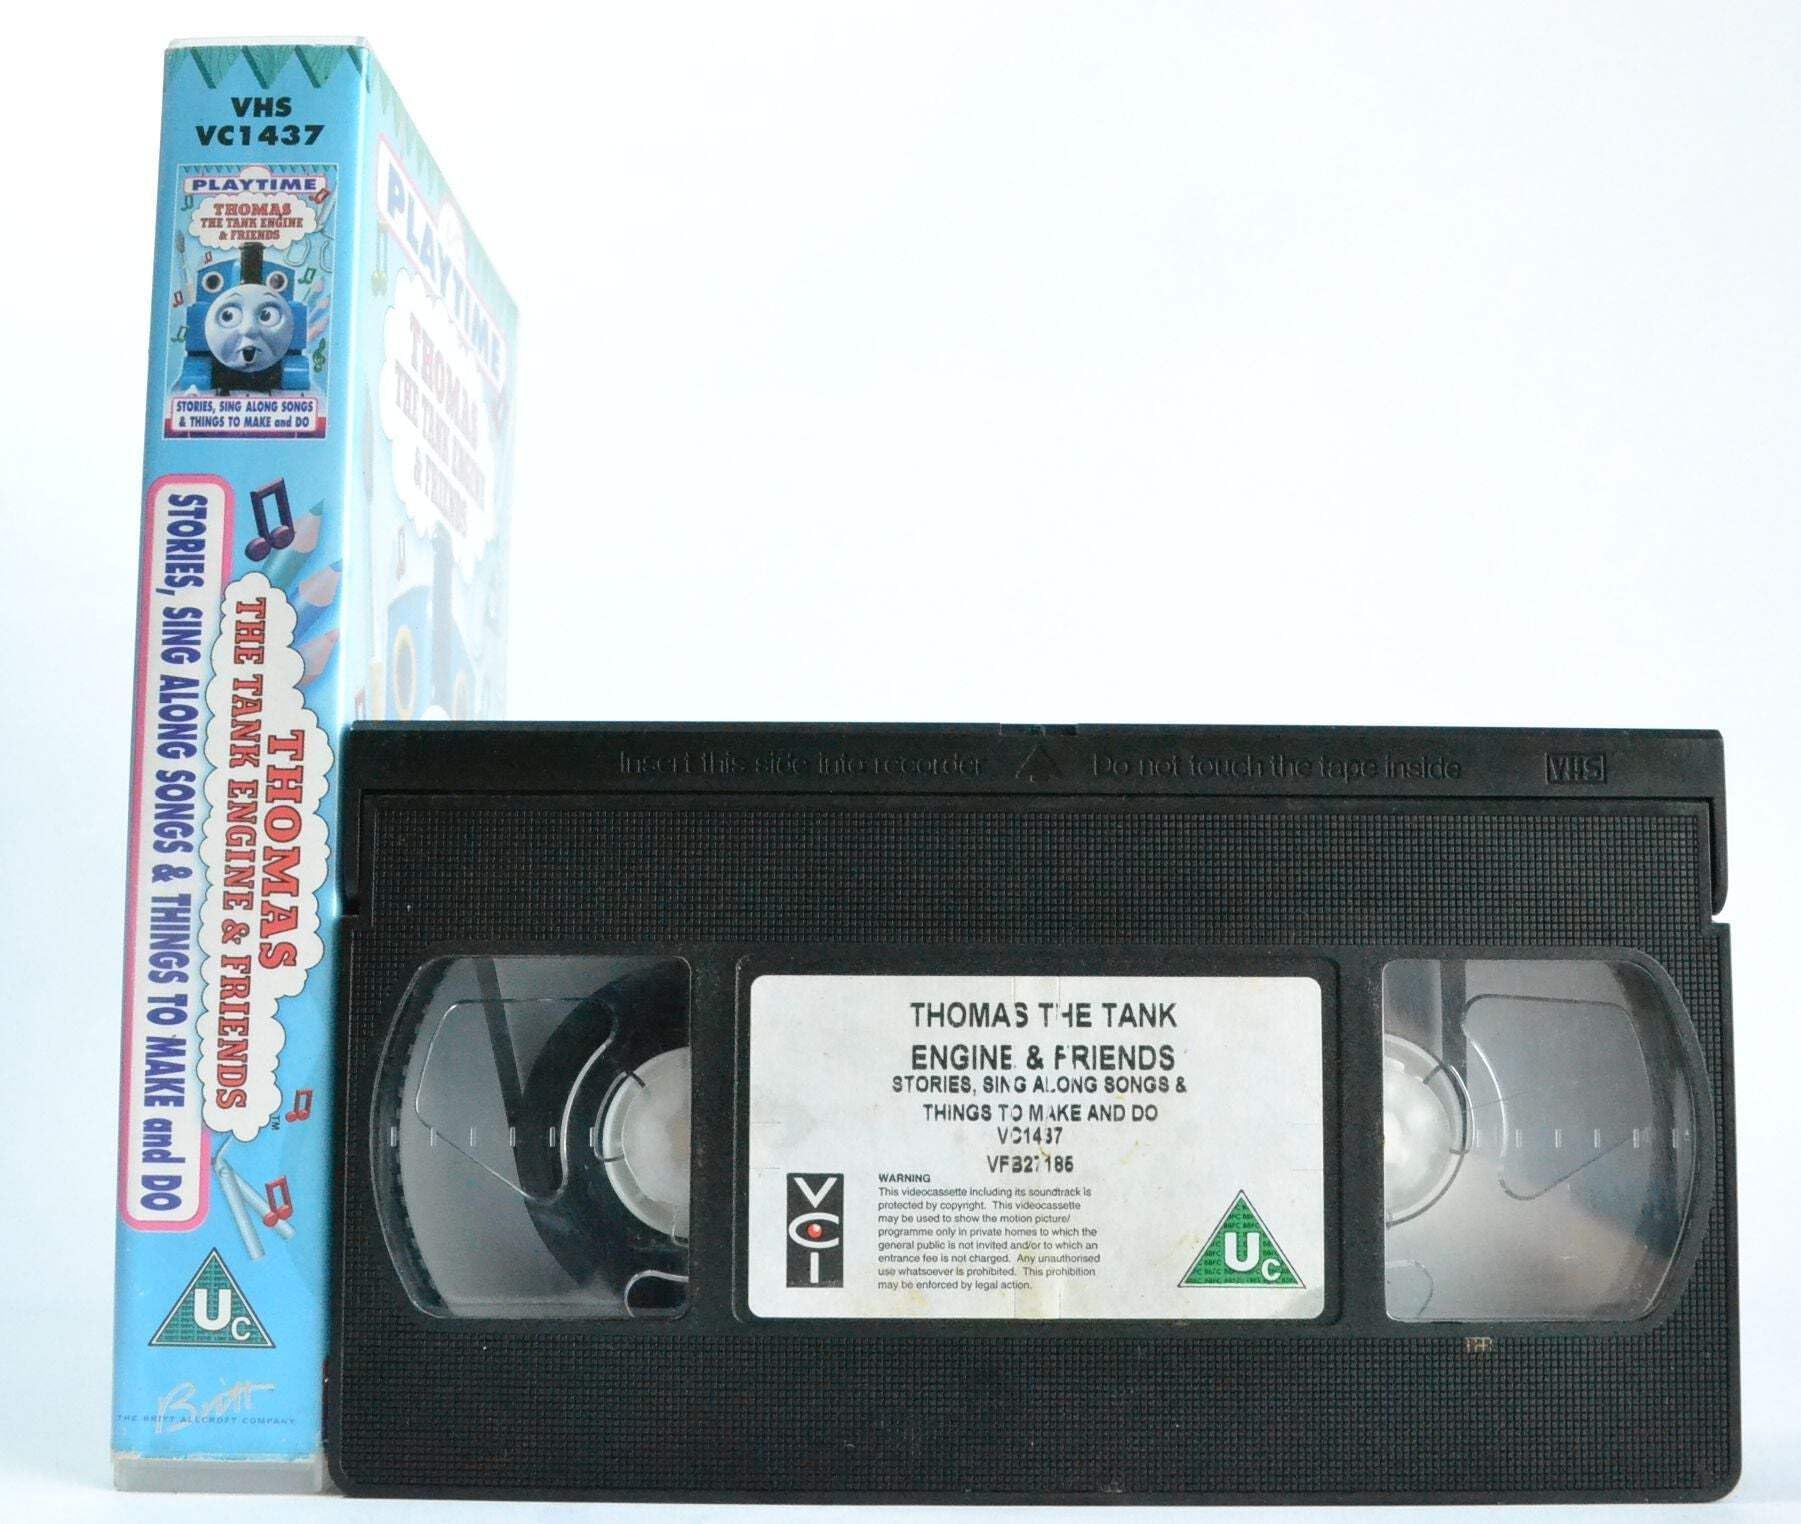 VHS
VC1437
PLAYTIME
THOMAS
THE TANK ENGINE
& FRIENDS
STORIES, SING ALONG SONGS
& THINGS TO MAKE and DO
THOMAS
THE TANK ENGINE & FRIENDS
TM
STORIES, SING ALONG SONGS & THINGS TO MAKE and DO
Uc
Britt
THE BRITT ALLCROFT COMPANY
PLAYTIME
THOMAS
THE TANK ENGINE
& FRIENDS
Insert this side into recorder
Do not touch the tape inside
VHS
THOMAS THE TANK
ENGINE & FRIENDS
STORIES, SING ALONG SONGS &
THINGS TO MAKE AND DO
VC1437
VFB27186
VCI
WARNING
This videocassette including its soundtrack is
protected by copyright. This videocassette
may be used to show the motion picture/
programme only in private homes to which the
general public is not invited and/or to which an
entrance fee is not charged. Any unauthorised
use whatsoever is prohibited. This prohibition
may be enforced by legal action.
Uc